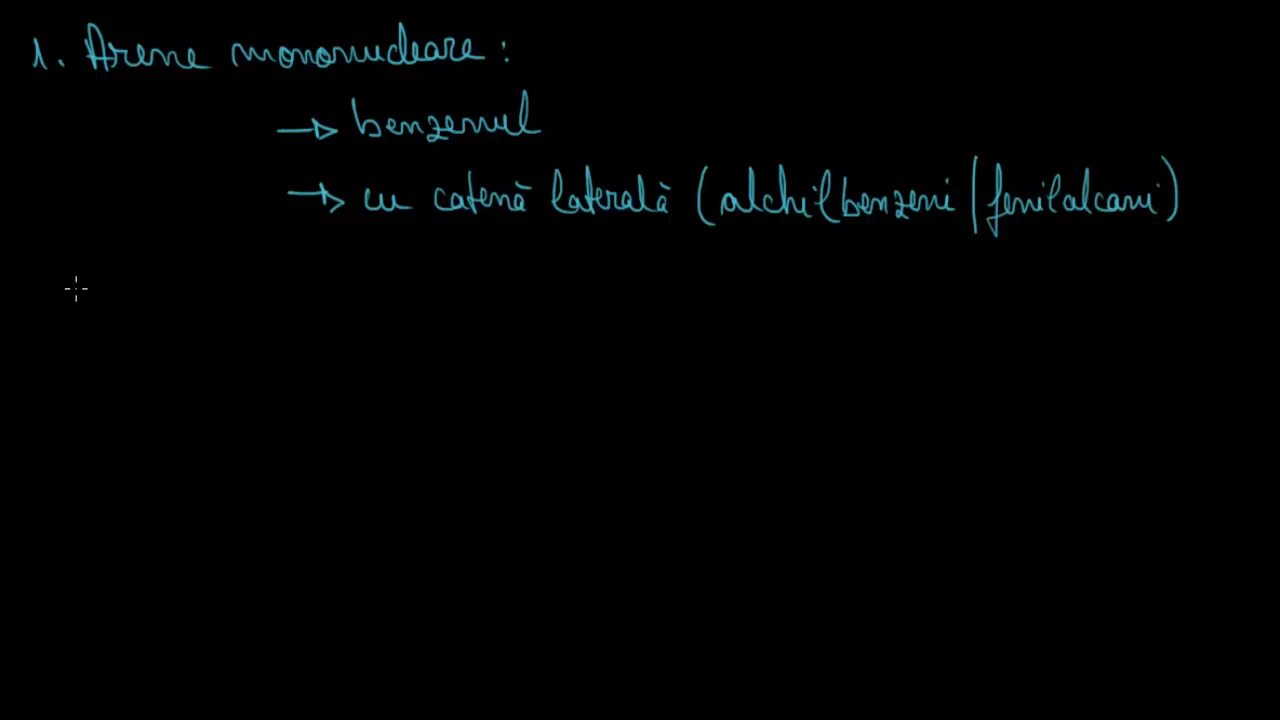 1. Arene mononucleare :
→ benzenul
→ cu catenă laterală (alchilbenzeni | fenilalcani)